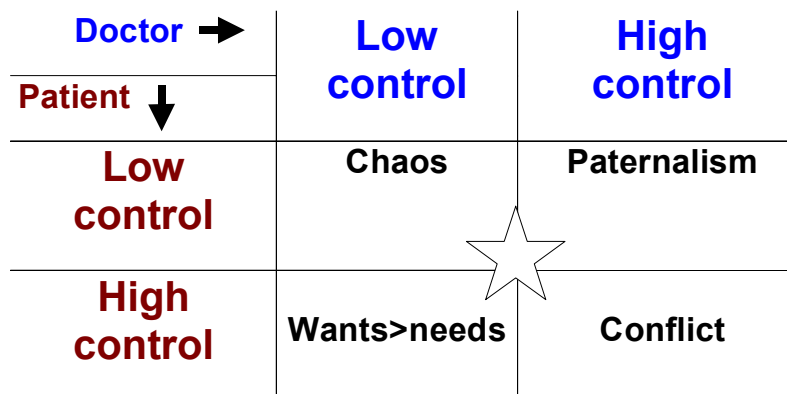 Doctor
Low
control
High
control
Patient
Low
control
Chaos
Paternalism
High
control
Wants>needs
Conflict